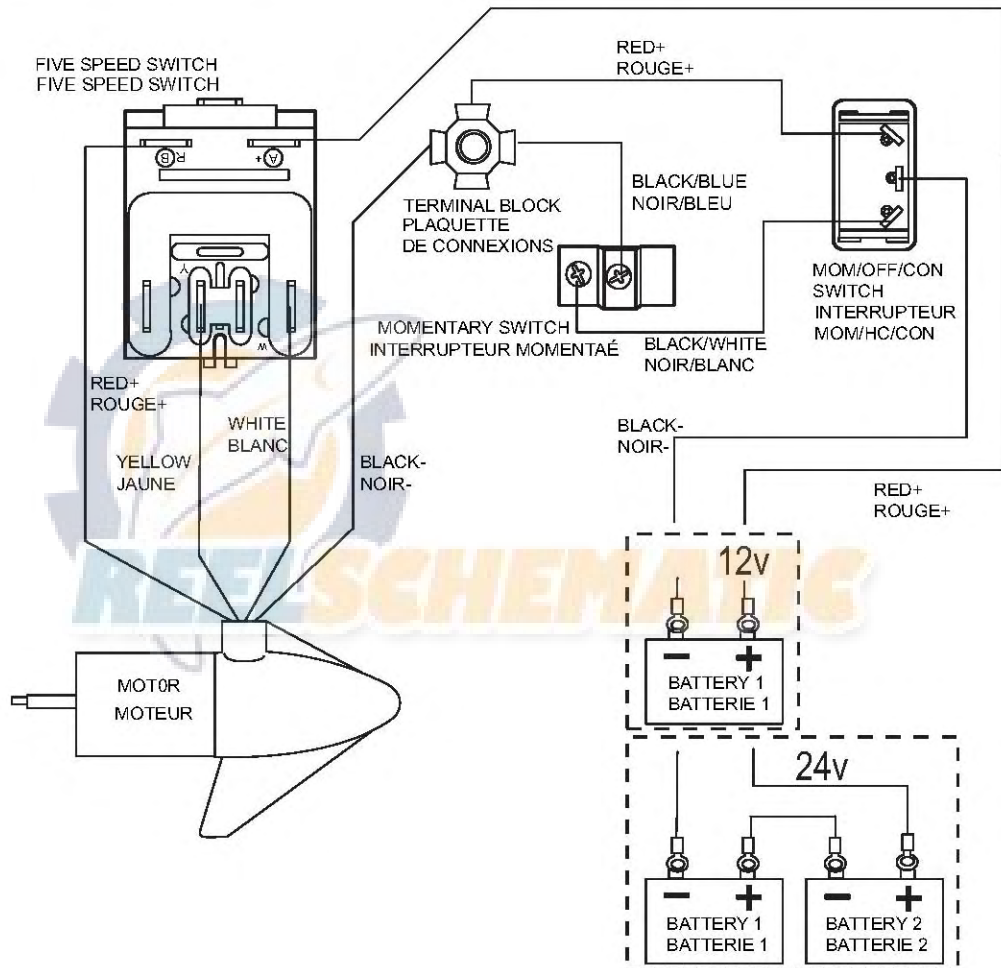 FIVE SPEED SWITCH
FIVE SPEED SWITCH
RED+
ROUGE+
B
R
A
+
BLACK/BLUE
NOIR/BLEU
TERMINAL BLOCK
PLAQUETTE
DE CONNEXIONS
Y
W
MOM/OFF/CON
SWITCH
INTERRUPTEUR
MOM/HC/CON
MOMENTARY SWITCH
INTERRUPTEUR MOMENTAÉ
BLACK/WHITE
NOIR/BLANC
RED+
ROUGE+
WHITE
BLANC
YELLOW
JAUNE
BLACK-
NOIR-
BLACK-
NOIR-
RED+
ROUGE+
REELSCHEMATIC
12v
− +
BATTERY 1
BATTERIE 1
MOT0R
MOTEUR
24v
− +
BATTERY 1
BATTERIE 1
− +
BATTERY 2
BATTERIE 2